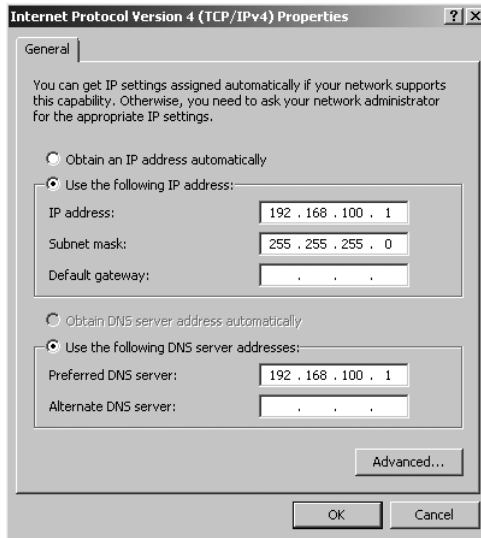 Internet Protocol Version 4 (TCP/IPv4) Properties
General
You can get IP settings assigned automatically if your network supports
this capability. Otherwise, you need to ask your network administrator
for the appropriate IP settings.
Obtain an IP address automatically
Use the following IP address:
IP address: 192 . 168 . 100 . 1
Subnet mask: 255 . 255 . 255 . 0
Default gateway: . . .
Obtain DNS server address automatically
Use the following DNS server addresses:
Preferred DNS server: 192 . 168 . 100 . 1
Alternate DNS server: . . .
Advanced...
OK Cancel